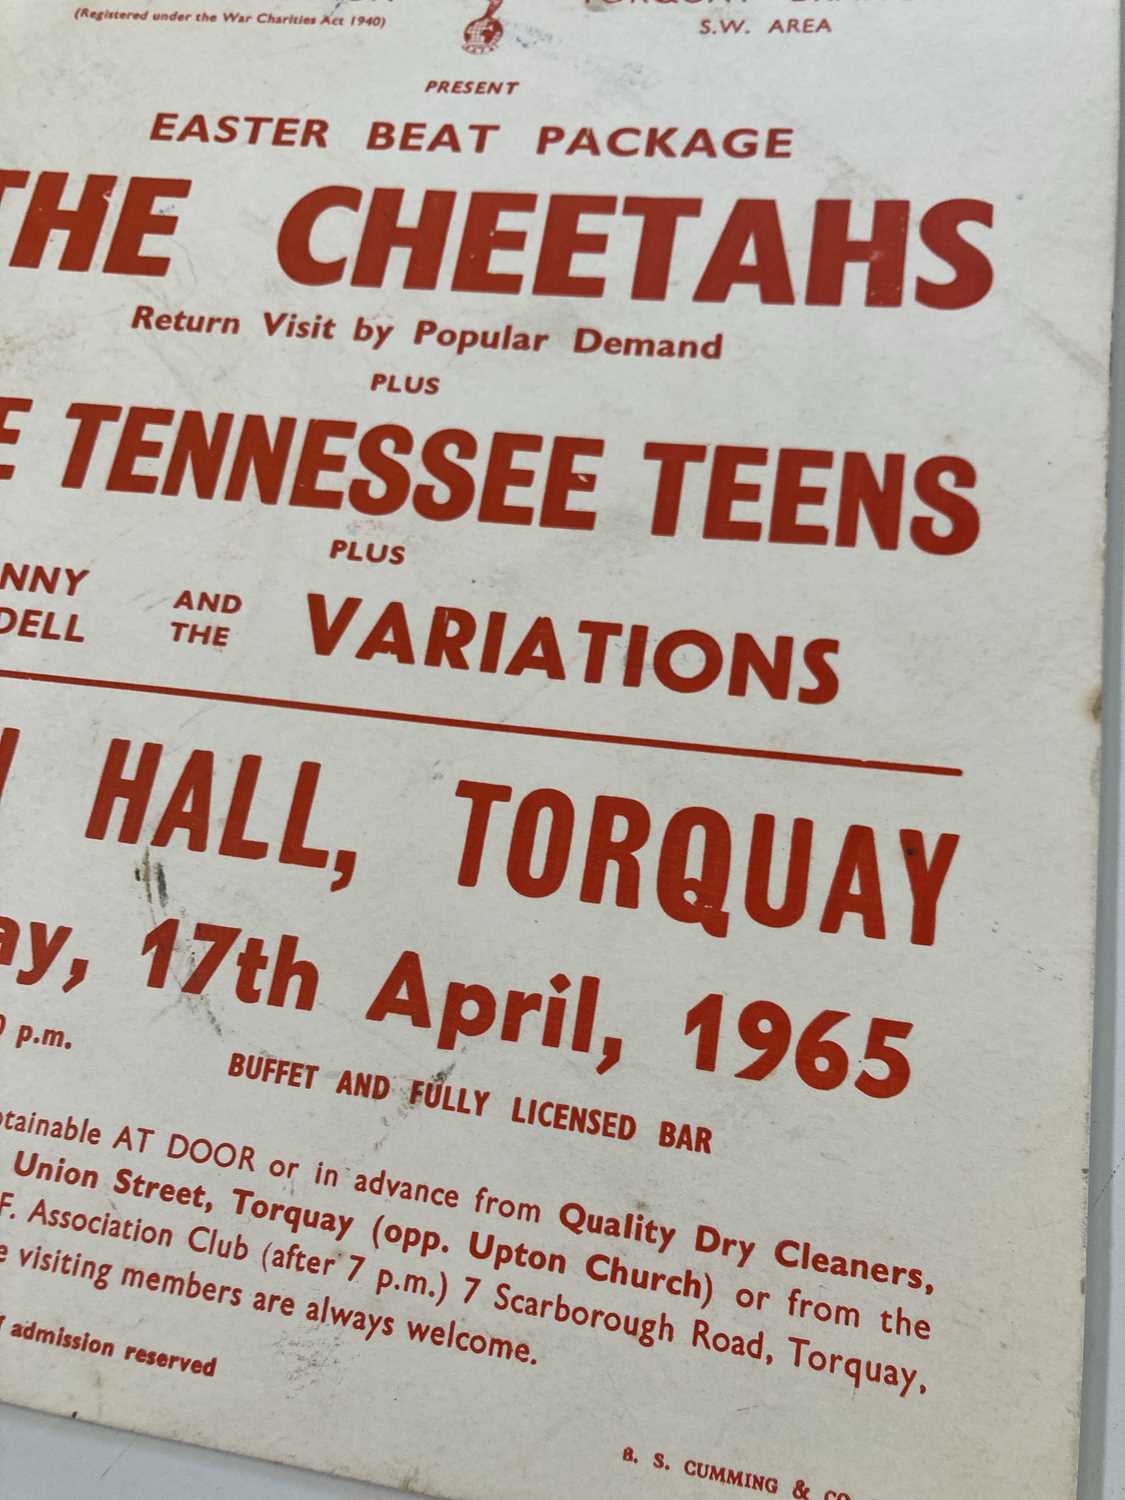 (Registered under the War Charities Act 1940)
S.W. AREA
PRESENT
EASTER BEAT PACKAGE
THE CHEETAHS
Return Visit by Popular Demand
PLUS
TENNESSEE TEENS
PLUS
AND THE VARIATIONS
HALL, TORQUAY
17th April, 1965
p.m.
BUFFET AND FULLY LICENSED BAR
AT DOOR or in advance from Quality Dry Cleaners,
Union Street, Torquay (opp. Upton Church) or from the
Association Club (after 7 p.m.) 7 Scarborough Road, Torquay,
visiting members are always welcome.
admission reserved
B. S. CUMMING &